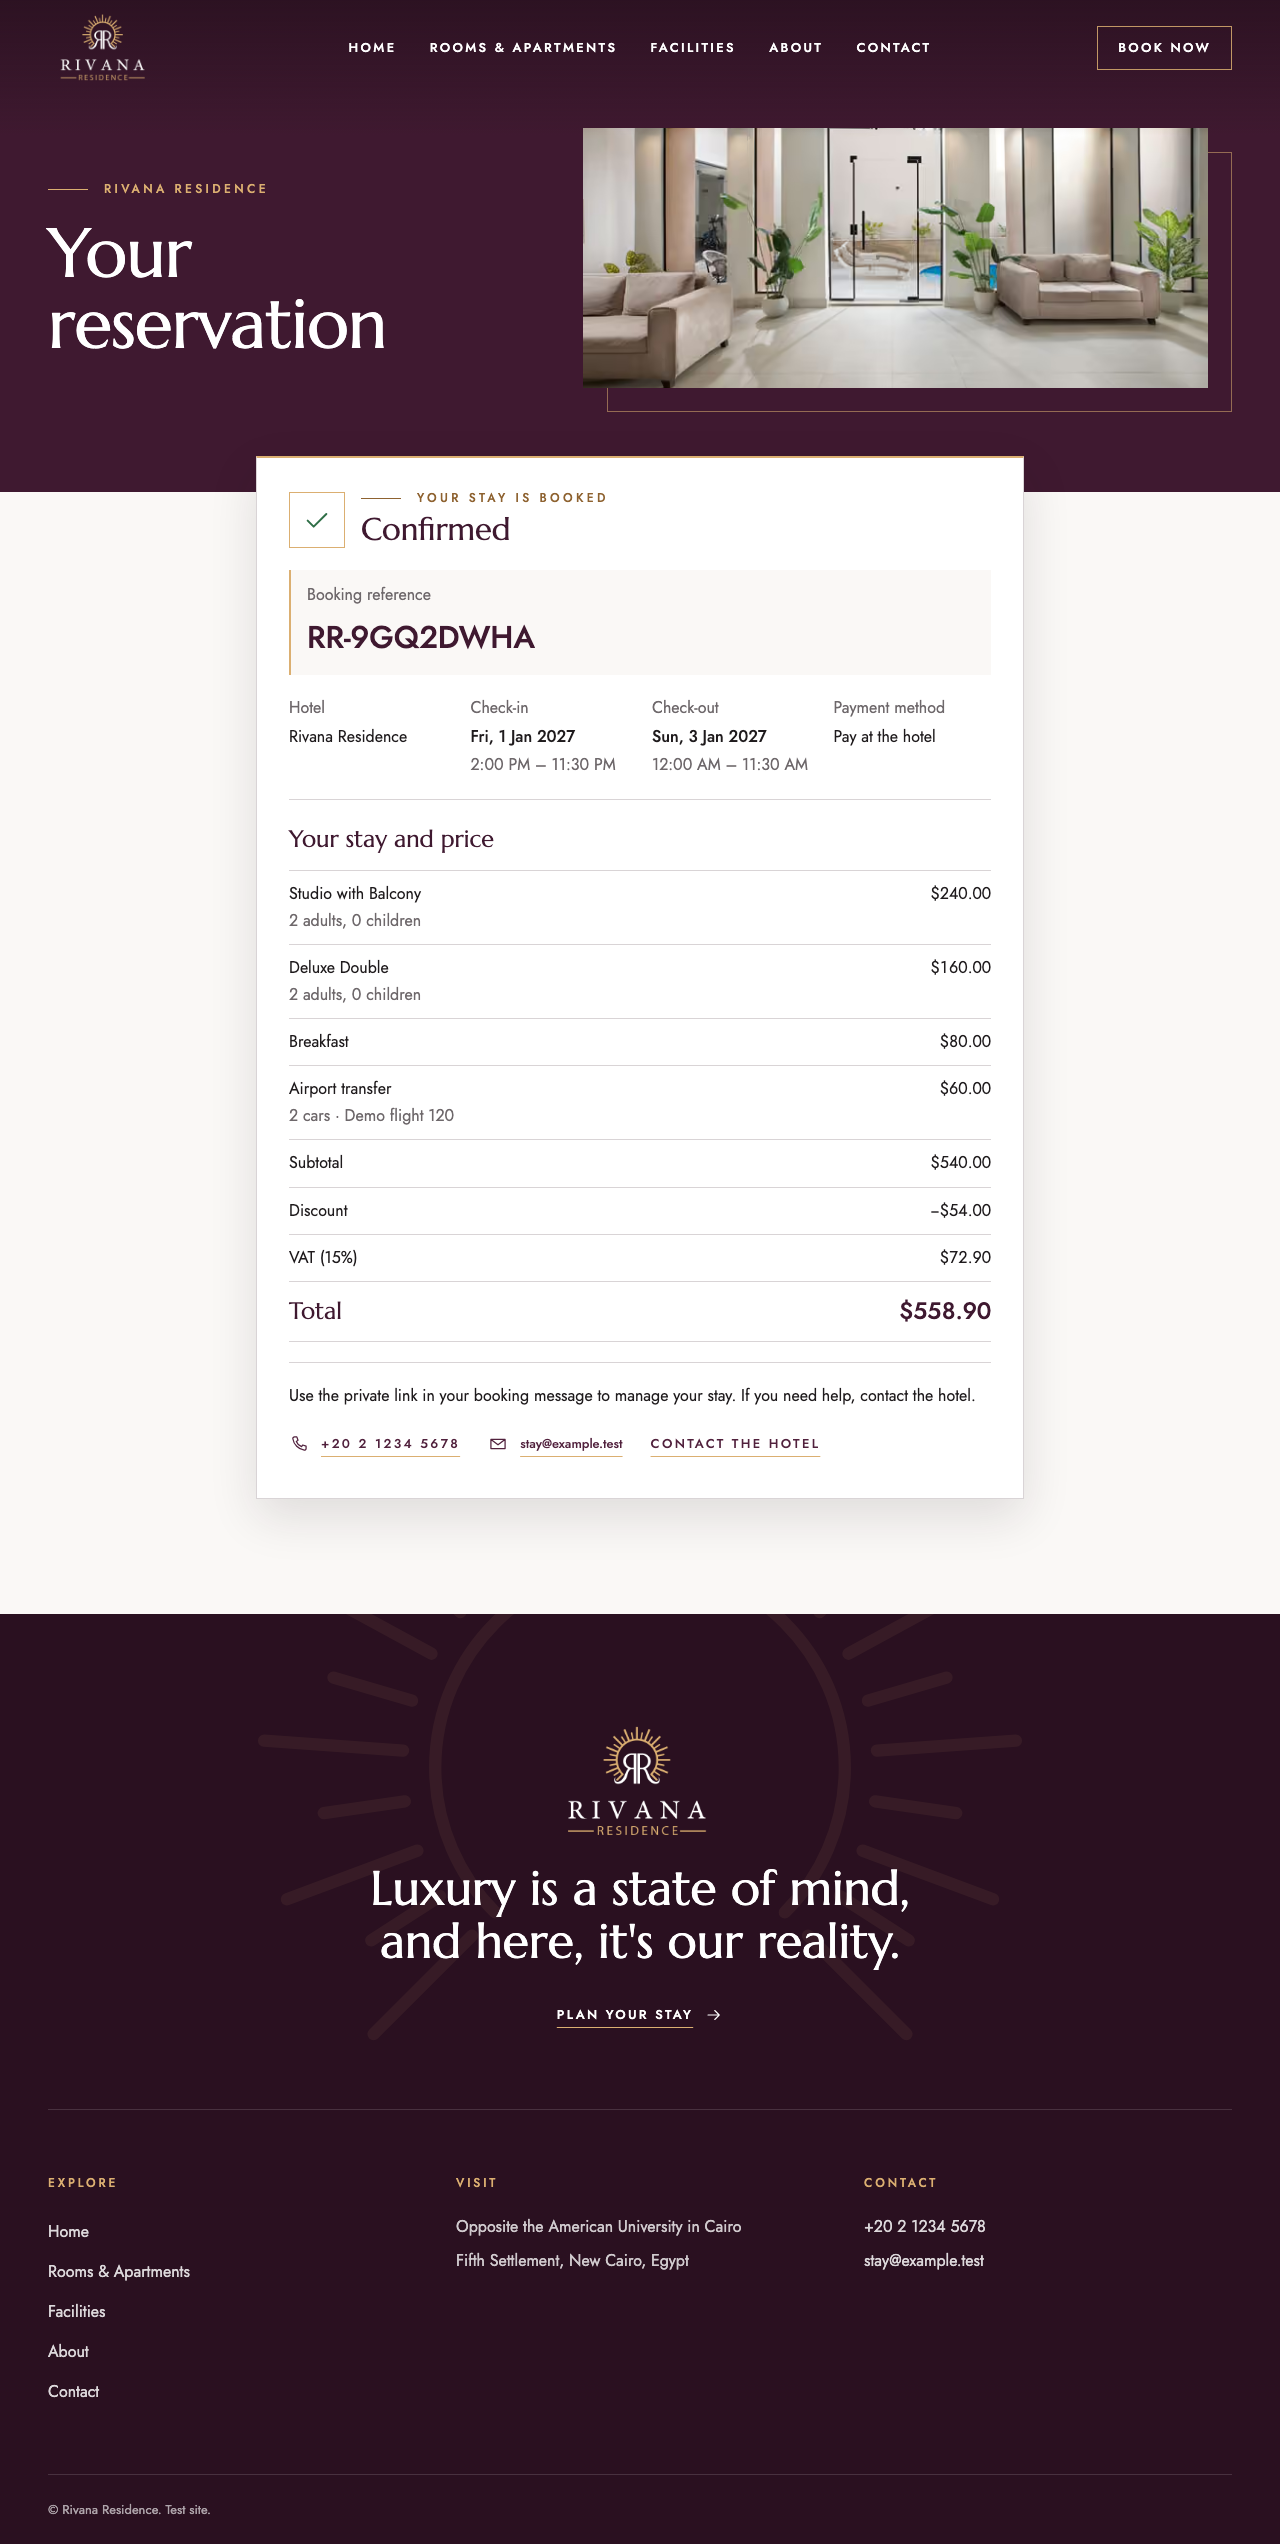 RIVANA
RESIDENCE
HOME
ROOMS & APARTMENTS
FACILITIES
ABOUT
CONTACT
BOOK NOW
RIVANA RESIDENCE
Your
reservation
YOUR STAY IS BOOKED
Confirmed
Booking reference
RR-9GQ2DWHA
Hotel
Rivana Residence
Check-in
Fri, 1 Jan 2027
2:00 PM – 11:30 PM
Check-out
Sun, 3 Jan 2027
12:00 AM – 11:30 AM
Payment method
Pay at the hotel
Your stay and price
Studio with Balcony $240.00
2 adults, 0 children
Deluxe Double $160.00
2 adults, 0 children
Breakfast $80.00
Airport transfer $60.00
2 cars · Demo flight 120
Subtotal $540.00
Discount –$54.00
VAT (15%) $72.90
Total $558.90
Use the private link in your booking message to manage your stay. If you need help, contact the hotel.
+20 2 1234 5678
stay@example.test
CONTACT THE HOTEL
RIVANA
RESIDENCE
Luxury is a state of mind,
and here, it's our reality.
PLAN YOUR STAY
EXPLORE
Home
Rooms & Apartments
Facilities
About
Contact
VISIT
Opposite the American University in Cairo
Fifth Settlement, New Cairo, Egypt
CONTACT
+20 2 1234 5678
stay@example.test
© Rivana Residence. Test site.